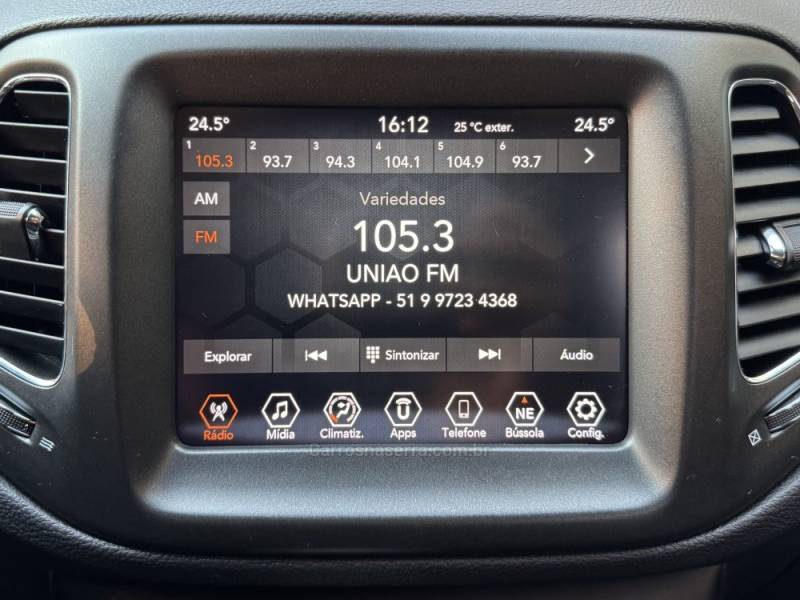 24.5° 16:12 25 °C exter. 24.5°
1 105.3 2 93.7 3 94.3 4 104.1 5 104.9 6 93.7
AM
Variedades
FM
105.3
UNIAO FM
WHATSAPP - 51 9 9723 4368
Explorar Sintonizar Áudio
NE
Rádio Mídia Climatiz. Apps Telefone Bússola Config.
Carrosnaserra.com.br